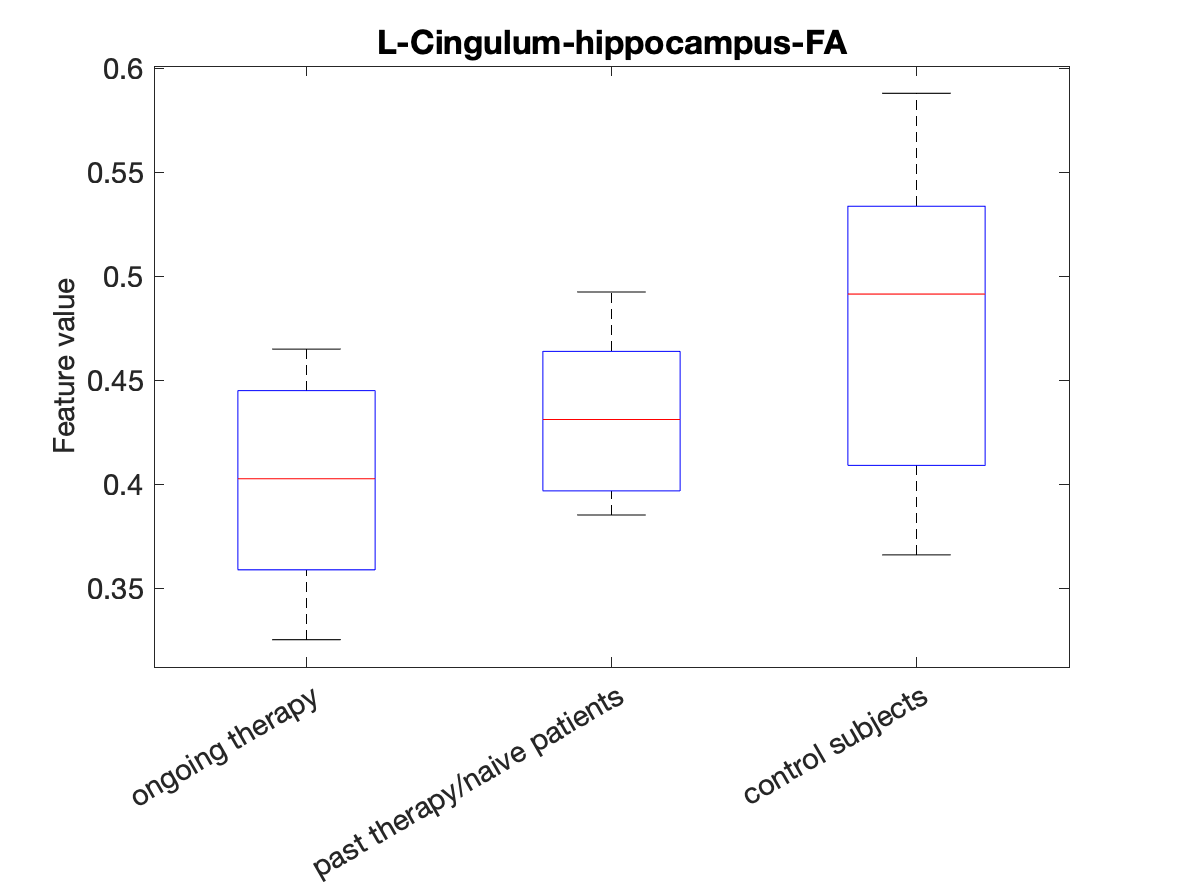 L-Cingulum-hippocampus-FA
0.6
0.55
0.5
0.45
0.4
0.35
Feature value
ongoing therapy
past therapy/naive patients
control subjects